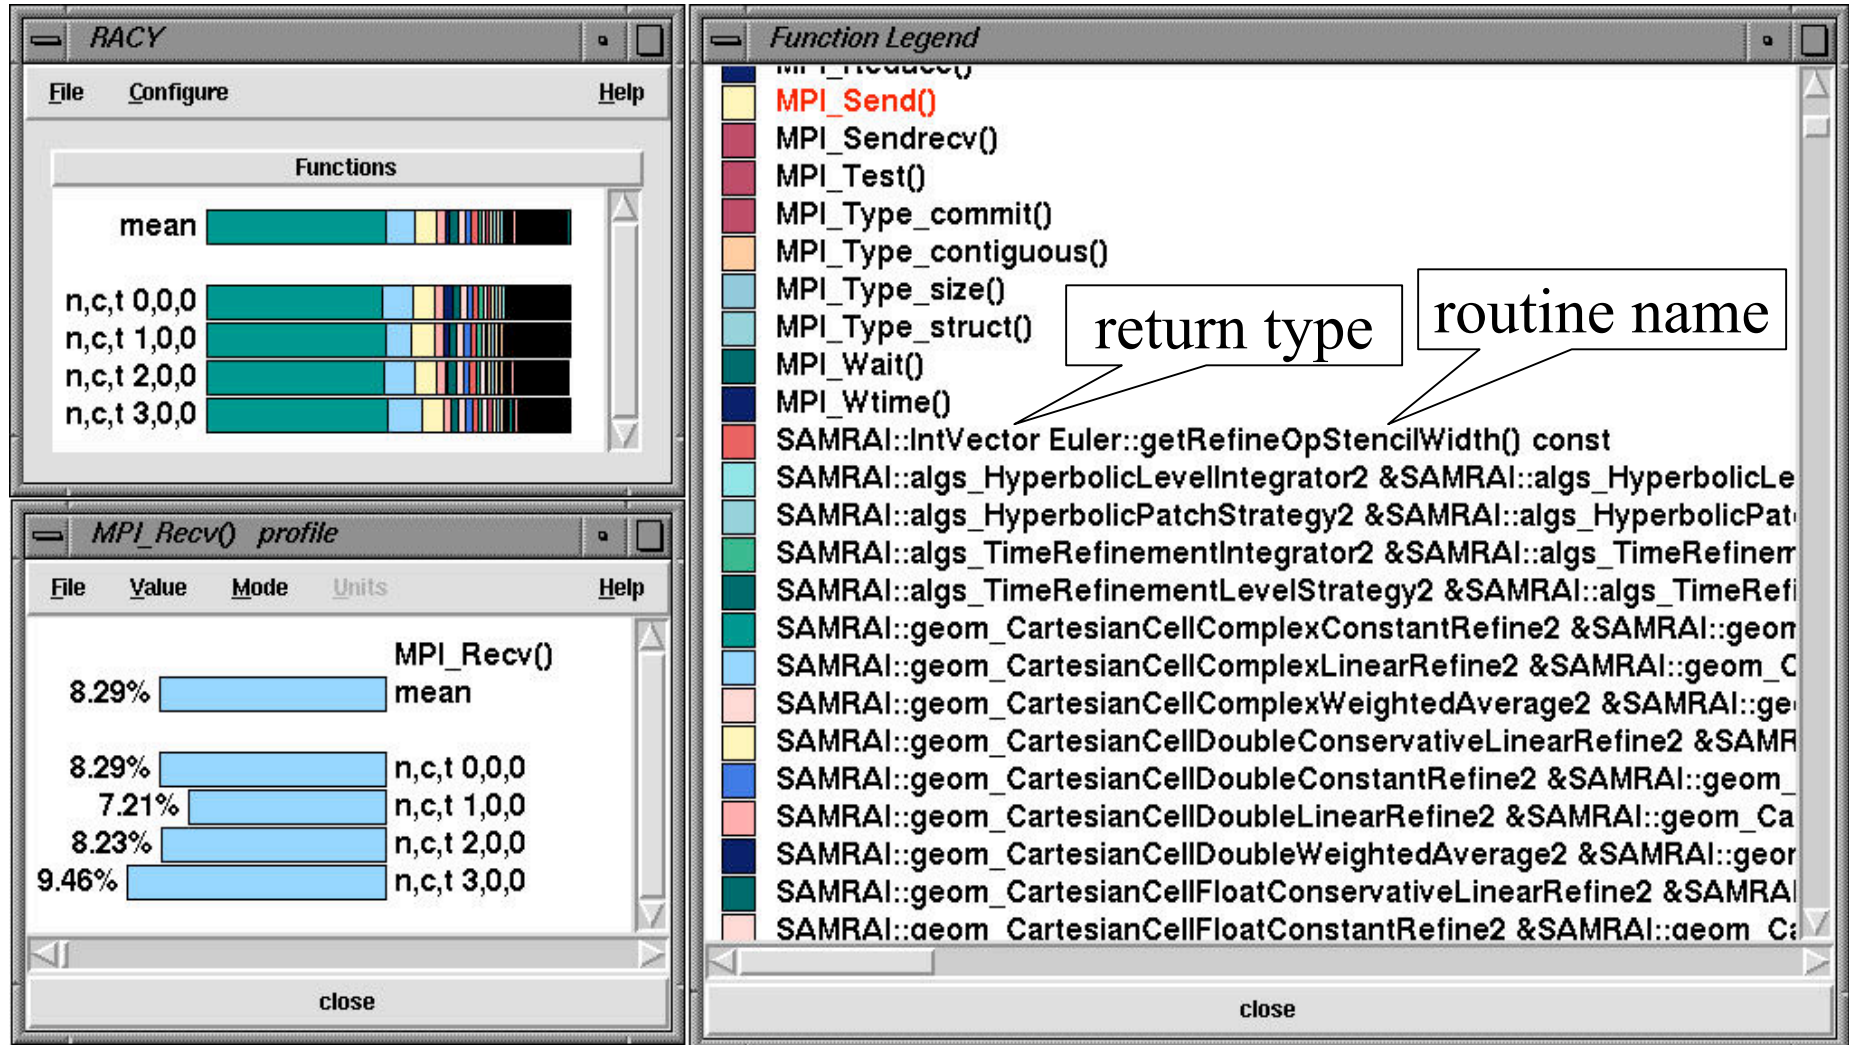 RACY
File Configure Help
Functions
mean
n,c,t 0,0,0
n,c,t 1,0,0
n,c,t 2,0,0
n,c,t 3,0,0
MPI_Recv() profile
File Value Mode Units Help
MPI_Recv()
8.29% mean
8.29% n,c,t 0,0,0
7.21% n,c,t 1,0,0
8.23% n,c,t 2,0,0
9.46% n,c,t 3,0,0
close
Function Legend
MPI_Reduce()
MPI_Send()
MPI_Sendrecv()
MPI_Test()
MPI_Type_commit()
MPI_Type_contiguous()
MPI_Type_size()
MPI_Type_struct()
MPI_Wait()
MPI_Wtime()
return type
routine name
SAMRAI::IntVector Euler::getRefineOpStencilWidth() const
SAMRAI::algs_HyperbolicLevelIntegrator2 &SAMRAI::algs_HyperbolicLe
SAMRAI::algs_HyperbolicPatchStrategy2 &SAMRAI::algs_HyperbolicPat
SAMRAI::algs_TimeRefinementIntegrator2 &SAMRAI::algs_TimeRefinem
SAMRAI::algs_TimeRefinementLevelStrategy2 &SAMRAI::algs_TimeRefi
SAMRAI::geom_CartesianCellComplexConstantRefine2 &SAMRAI::geom
SAMRAI::geom_CartesianCellComplexLinearRefine2 &SAMRAI::geom_C
SAMRAI::geom_CartesianCellComplexWeightedAverage2 &SAMRAI::ge
SAMRAI::geom_CartesianCellDoubleConservativeLinearRefine2 &SAMR
SAMRAI::geom_CartesianCellDoubleConstantRefine2 &SAMRAI::geom_
SAMRAI::geom_CartesianCellDoubleLinearRefine2 &SAMRAI::geom_Ca
SAMRAI::geom_CartesianCellDoubleWeightedAverage2 &SAMRAI::geor
SAMRAI::geom_CartesianCellFloatConservativeLinearRefine2 &SAMRAI
SAMRAI::geom_CartesianCellFloatConstantRefine2 &SAMRAI::geom_Ca
close